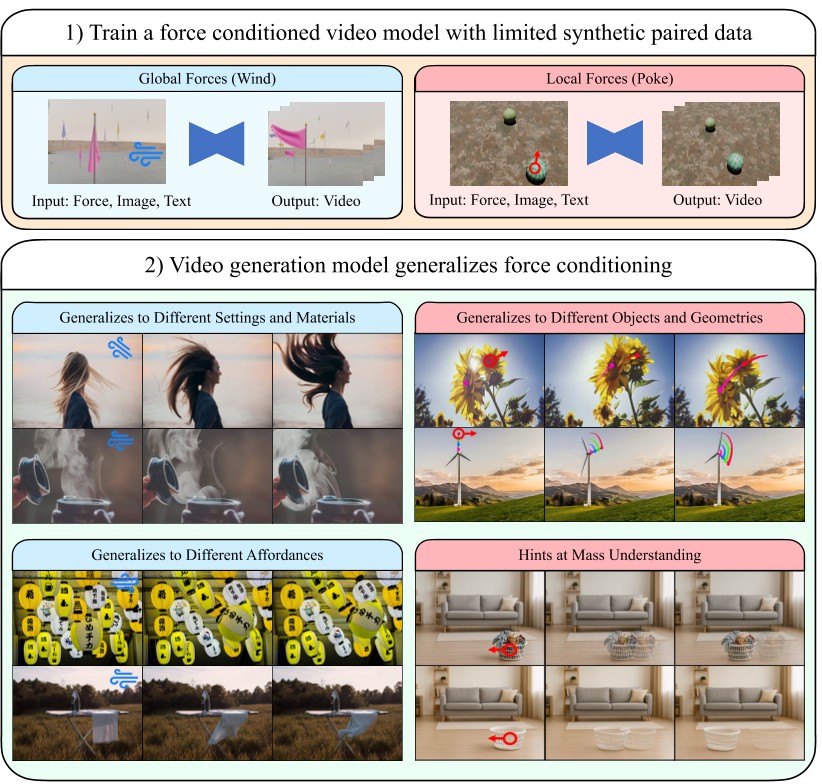 1) Train a force conditioned video model with limited synthetic paired data
Global Forces (Wind)
Input: Force, Image, Text
Output: Video
Local Forces (Poke)
Input: Force, Image, Text
Output: Video
2) Video generation model generalizes force conditioning
Generalizes to Different Settings and Materials
Generalizes to Different Objects and Geometries
Generalizes to Different Affordances
Hints at Mass Understanding